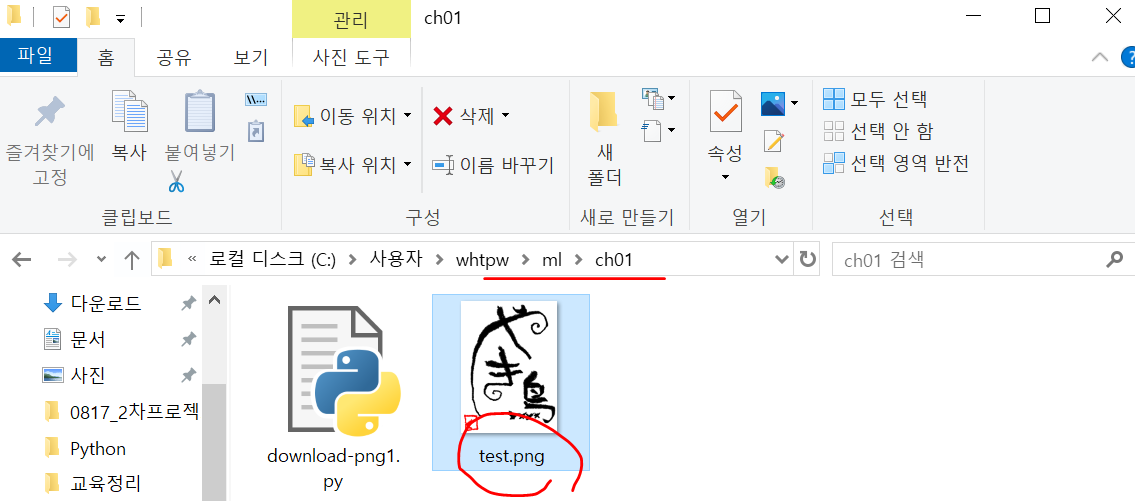 관리
ch01
파일
홈
공유
보기
사진 도구
즐겨찾기에
고정
복사
붙여넣기
이동 위치
복사 위치
삭제
이름 바꾸기
새
폴더
속성
모두 선택
선택 안 함
선택 영역 반전
클립보드
구성
새로 만들기
열기
선택
« 로컬 디스크 (C:) > 사용자 > whtpw > ml > ch01
ch01 검색
다운로드
문서
사진
0817_2차프로젝
Python
교육정리
や
き
鳥
download-png1.
py
test.png